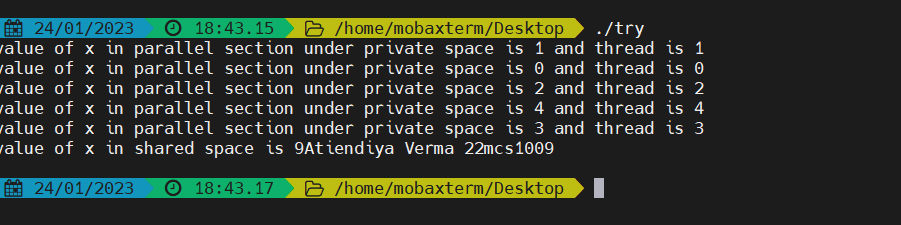 24/01/2023 18:43.15 /home/mobaxterm/Desktop ./try
value of x in parallel section under private space is 1 and thread is 1
value of x in parallel section under private space is 0 and thread is 0
value of x in parallel section under private space is 2 and thread is 2
value of x in parallel section under private space is 4 and thread is 4
value of x in parallel section under private space is 3 and thread is 3
value of x in shared space is 9Atiendiya Verma 22mcs1009
24/01/2023 18:43.17 /home/mobaxterm/Desktop